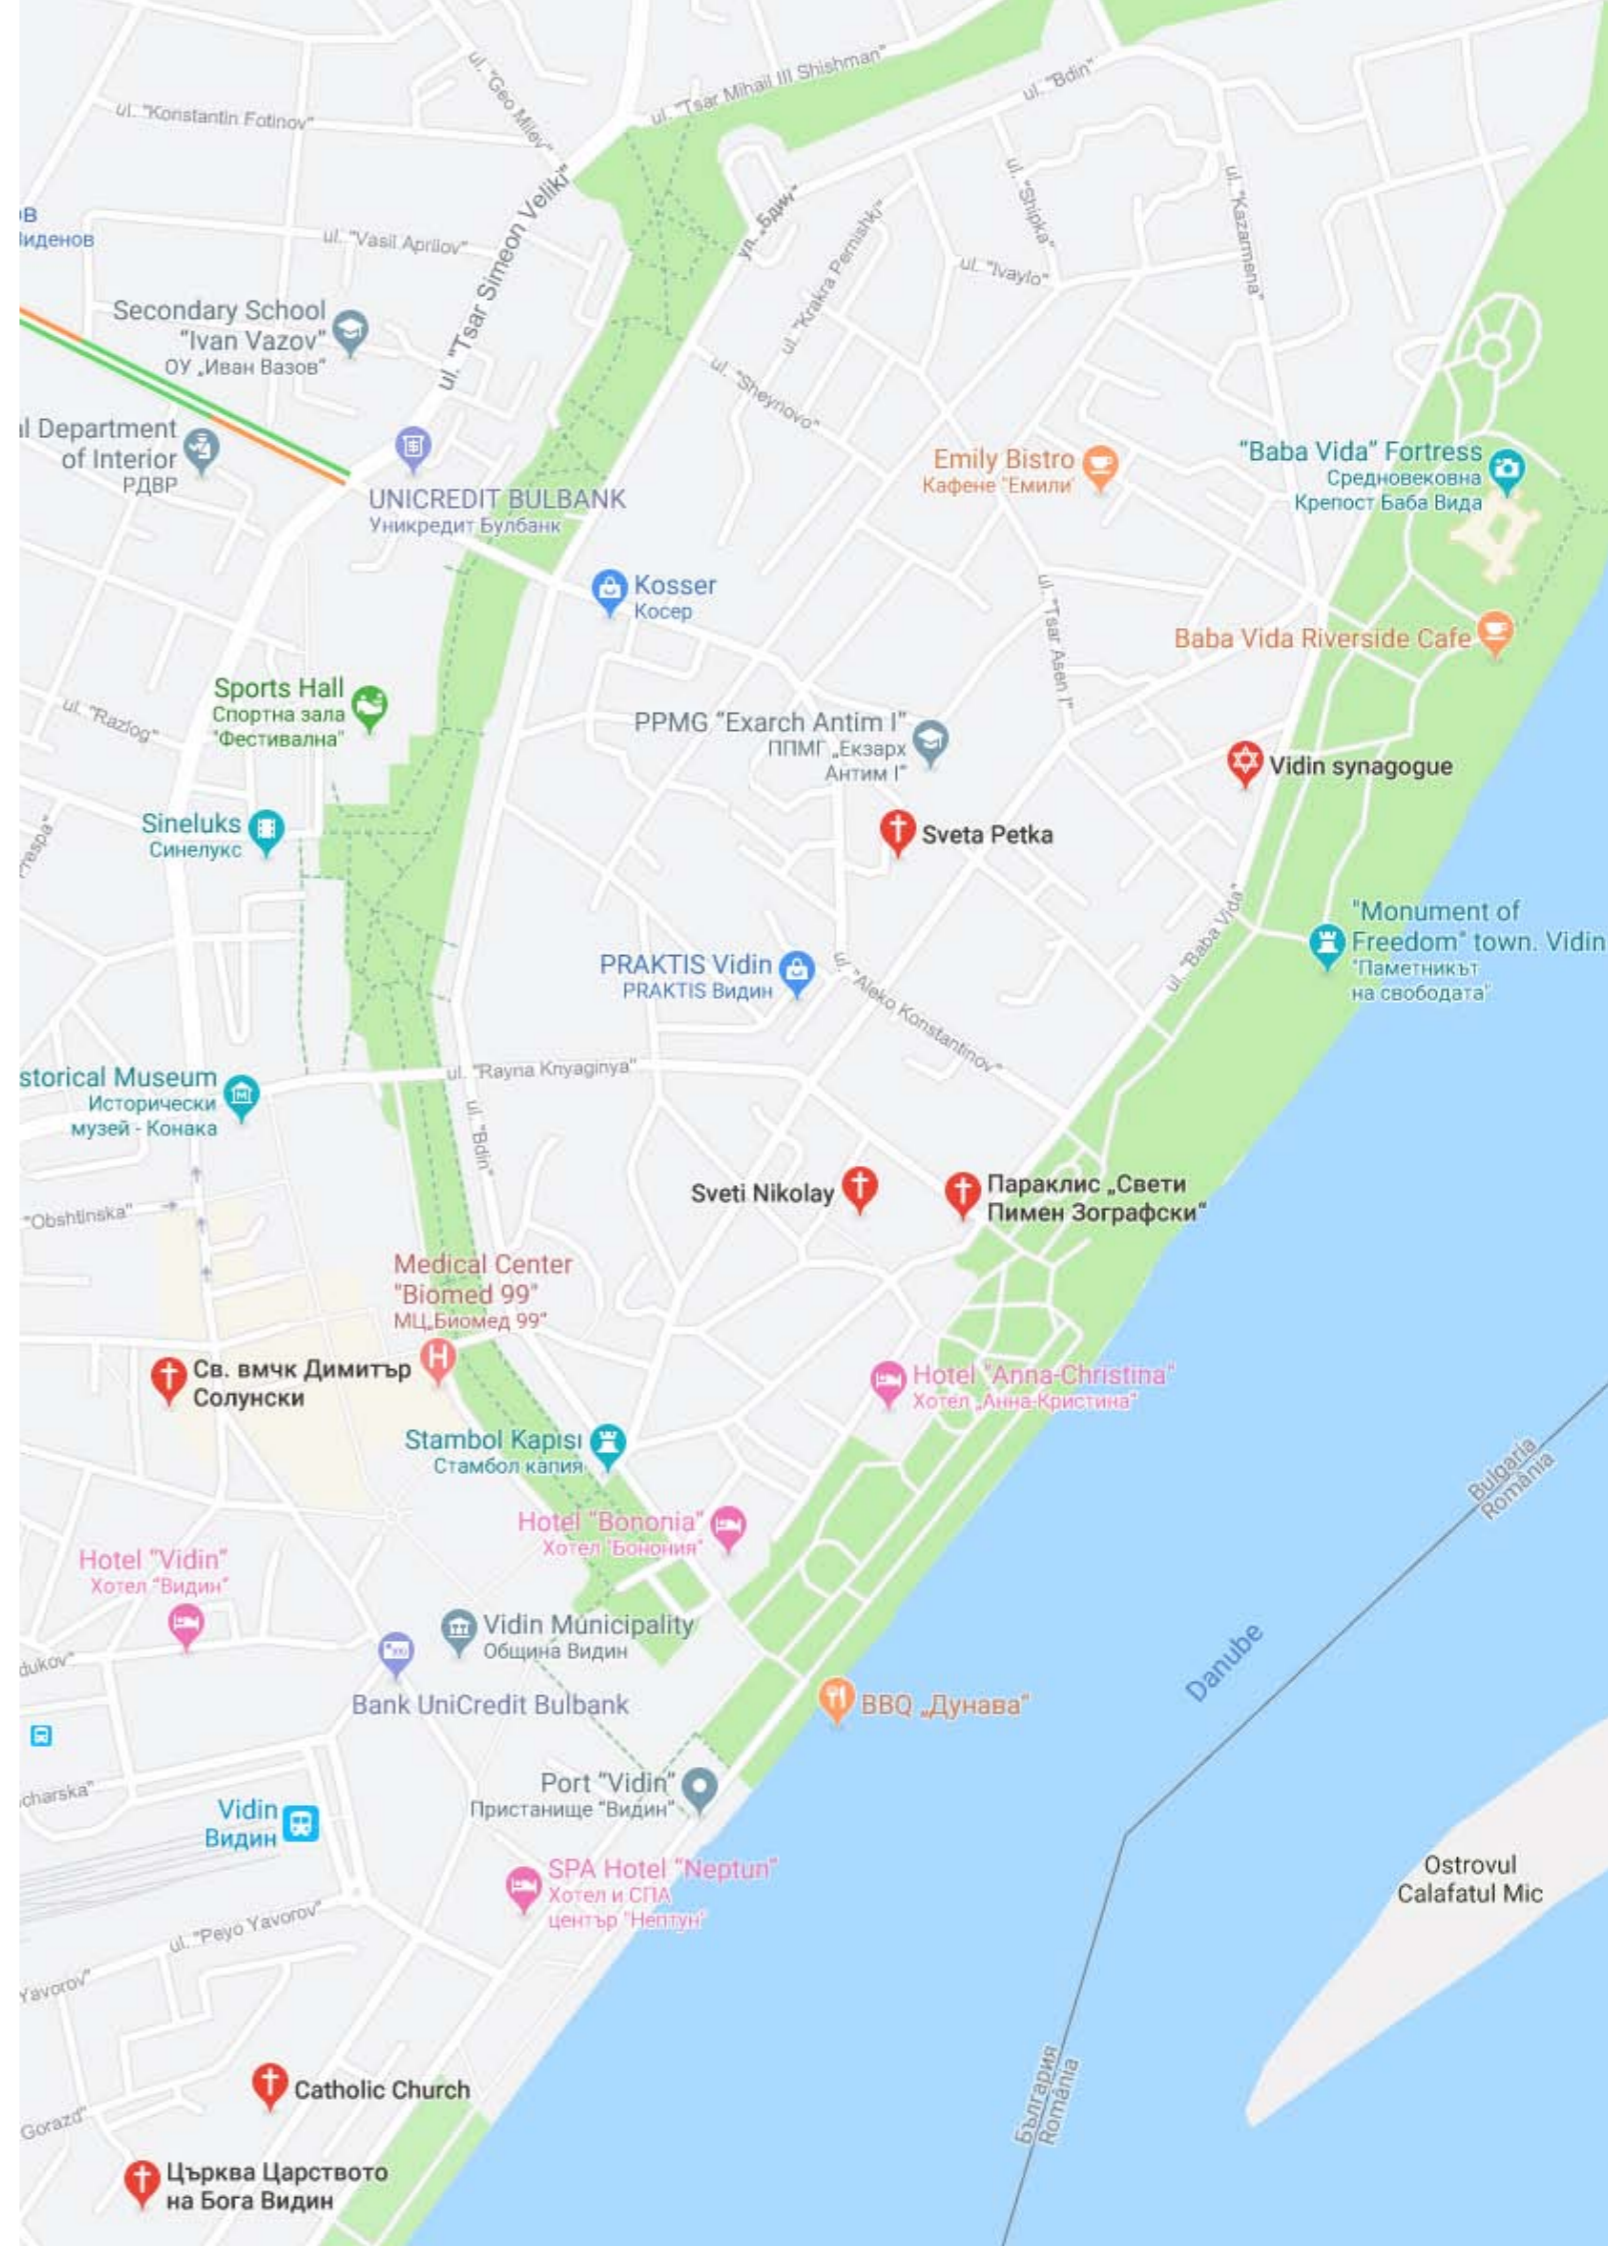 ul. "Geo Milev"
ul. "Tsar Mihail III Shishman"
ul. "Bdin"
ul. "Konstantin Fotinov"
ul. "Shipka"
ul. "Kazarmena"
ul. "Vasil Aprilov"
ul. "Tsar Simeon Veliki"
ул. „Бдин"
ul. "Krakra Pernishki"
ul. "Ivaylo"
Secondary School
"Ivan Vazov"
ОУ „Иван Вазов"
ul. "Sheynovo"
Department
of Interior
РДВР
UNICREDIT BULBANK
Уникредит Булбанк
Emily Bistro
Кафене "Емили"
"Baba Vida" Fortress
Средновековна
Крепост Баба Вида
Kosser
Косер
ul. "Tsar Asen I"
Baba Vida Riverside Cafe
ul. "Razlog"
Sports Hall
Спортна зала
"Фестивална"
PPMG "Exarch Antim I"
ППМГ „Екзарх
Антим I"
Vidin synagogue
Sveta Petka
Sineluks
Синелукс
"Monument of
Freedom" town. Vidin
"Паметникът
на свободата"
ul. "Baba Vida"
PRAKTIS Vidin
PRAKTIS Видин
ul. "Aleko Konstantinov"
ul. "Rayna Knyaginya"
storical Museum
Исторически
музей - Конака
ul. "Bdin"
Sveti Nikolay
Параклис „Свети
Пимен Зографски"
"Obshtinska"
Medical Center
"Biomed 99"
МЦ„Биомед 99"
Св. вмчк Димитър
Солунски
Hotel "Anna-Christina"
Хотел „Анна-Кристина"
Stambol Kapısı
Стамбол капия
Bulgaria
România
Hotel "Bononia"
Хотел "Бонония"
Hotel "Vidin"
Хотел "Видин"
Vidin Municipality
Община Видин
dukov"
Danube
Bank UniCredit Bulbank
BBQ „Дунава"
Port "Vidin"
Пристанище "Видин"
charska"
Vidin
Видин
SPA Hotel "Neptun"
Хотел и СПА
център "Нептун"
Ostrovul
Calafatul Mic
ul. "Peyo Yavorov"
Yavorov"
България
România
Catholic Church
Gorazd"
Църква Царството
на Бога Видин